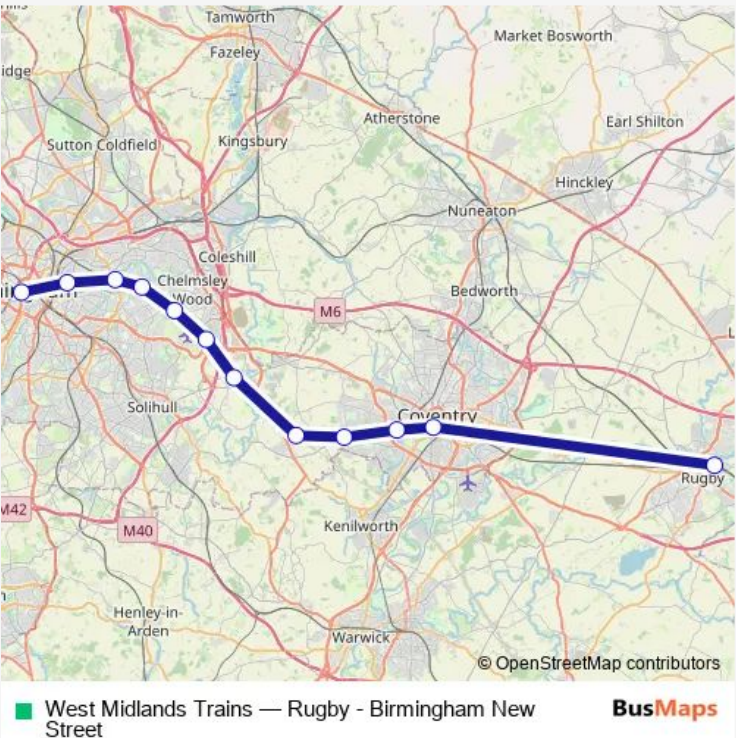 Tamworth
Fazeley
Market Bosworth
idge
Atherstone
Earl Shilton
Sutton Coldfield
Kingsbury
Hinckley
Nuneaton
Coleshill
Chelmsley
Wood
Bedworth
M6
Solihull
Coventry
Rugby
M42
M40
Kenilworth
Henley-in-
Arden
Warwick
© OpenStreetMap contributors
West Midlands Trains — Rugby - Birmingham New
Street
BusMaps